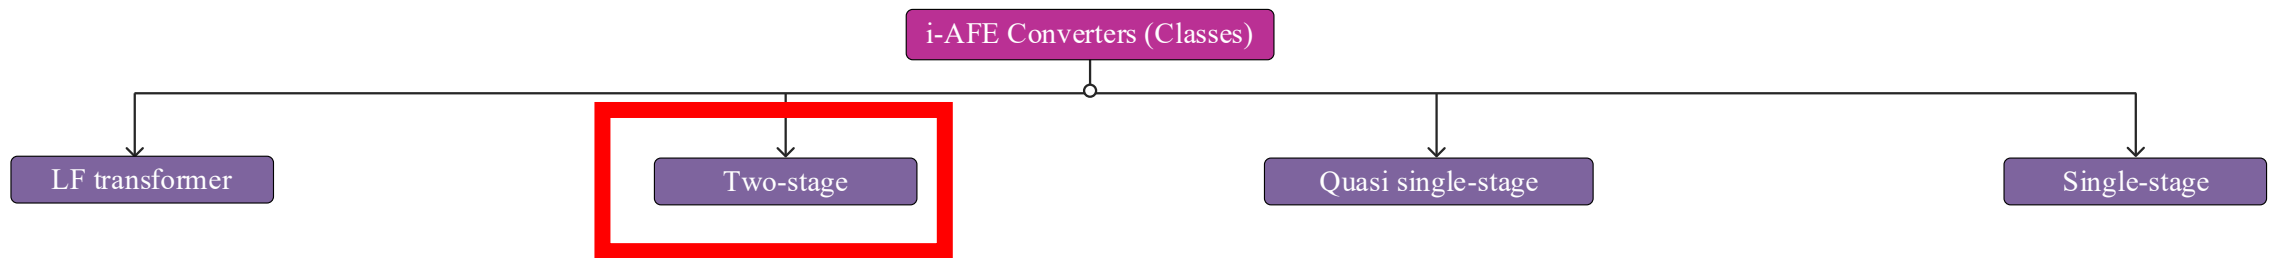 i-AFE Converters (Classes)
LF transformer
Two-stage
Quasi single-stage
Single-stage